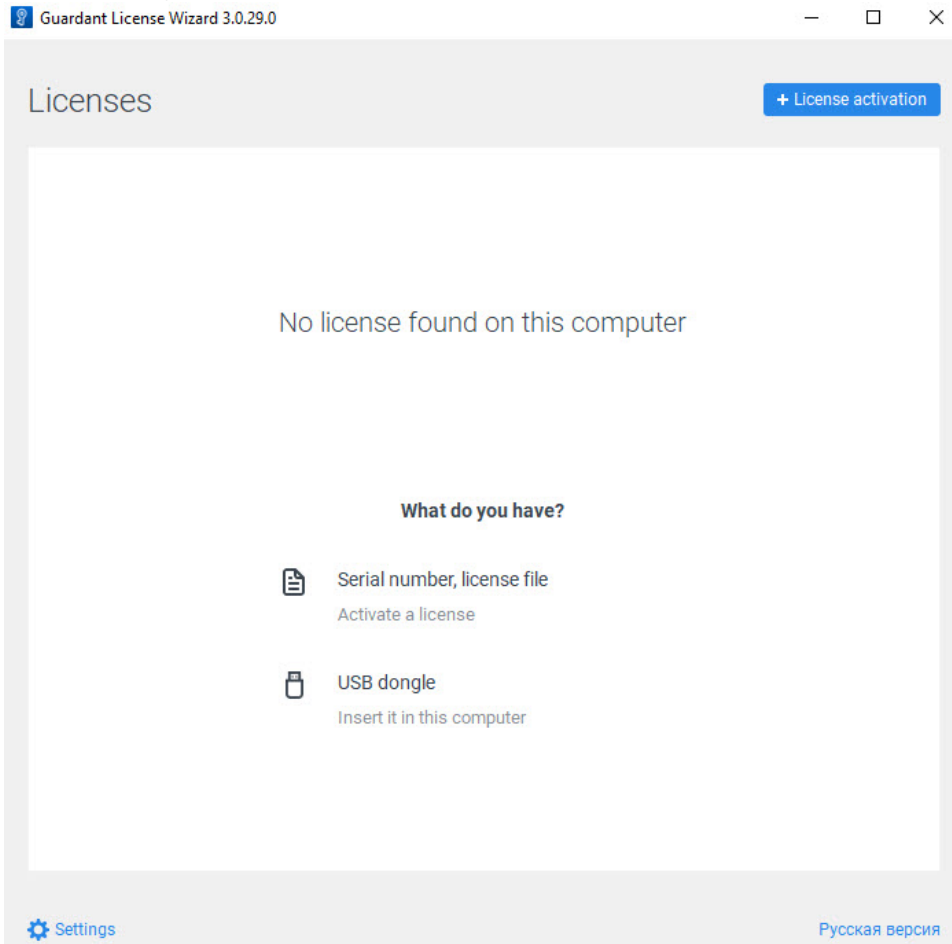 Guardant License Wizard 3.0.29.0
Licenses
+ License activation
No license found on this computer
What do you have?
Serial number, license file
Activate a license
USB dongle
Insert it in this computer
Settings
Русская версия